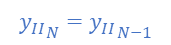 y_{II_N} = y_{II_{N-1}}